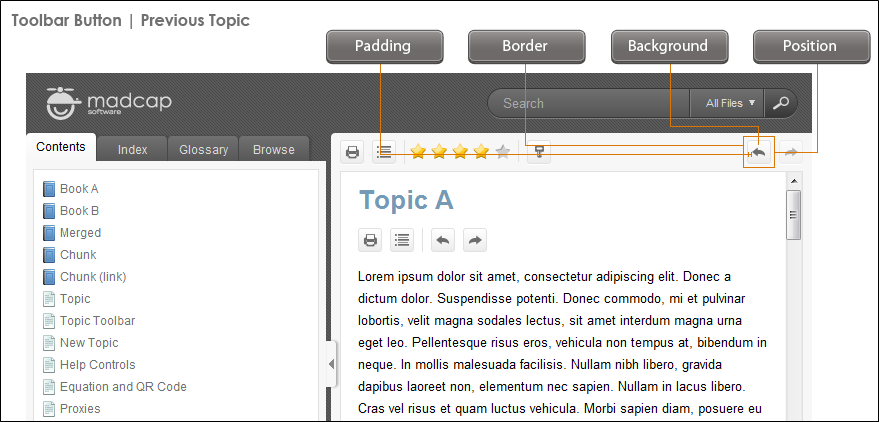 Toolbar Button | Previous Topic
Padding
Border
Background
Position
madcap
software
Search
All Files
Contents
Index
Glossary
Browse
Book A
Book B
Merged
Chunk
Chunk (link)
Topic
Topic Toolbar
New Topic
Help Controls
Equation and QR Code
Proxies
Topic A
Lorem ipsum dolor sit amet, consectetur adipiscing elit. Donec a
dictum dolor. Suspendisse potenti. Donec commodo, mi et pulvinar
lobortis, velit magna sodales lectus, sit amet interdum magna urna
eget leo. Pellentesque risus eros, vehicula non tempus at, bibendum in
neque. In mollis malesuada facilisis. Nullam nibh libero, gravida
dapibus laoreet non, elementum nec sapien. Nullam in lacus libero.
Cras vel risus et quam luctus vehicula. Morbi sapien diam, posuere eu